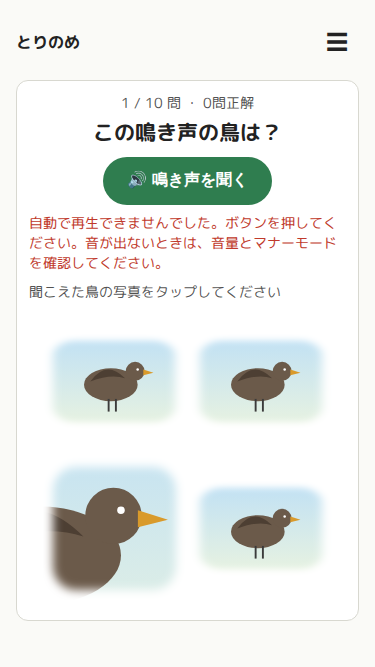 とりのめ
1 / 10 問 ・ 0問正解
この鳴き声の鳥は？
🔊 鳴き声を聞く
自動で再生できませんでした。ボタンを押してく
ださい。音が出ないときは、音量とマナーモード
を確認してください。
聞こえた鳥の写真をタップしてください